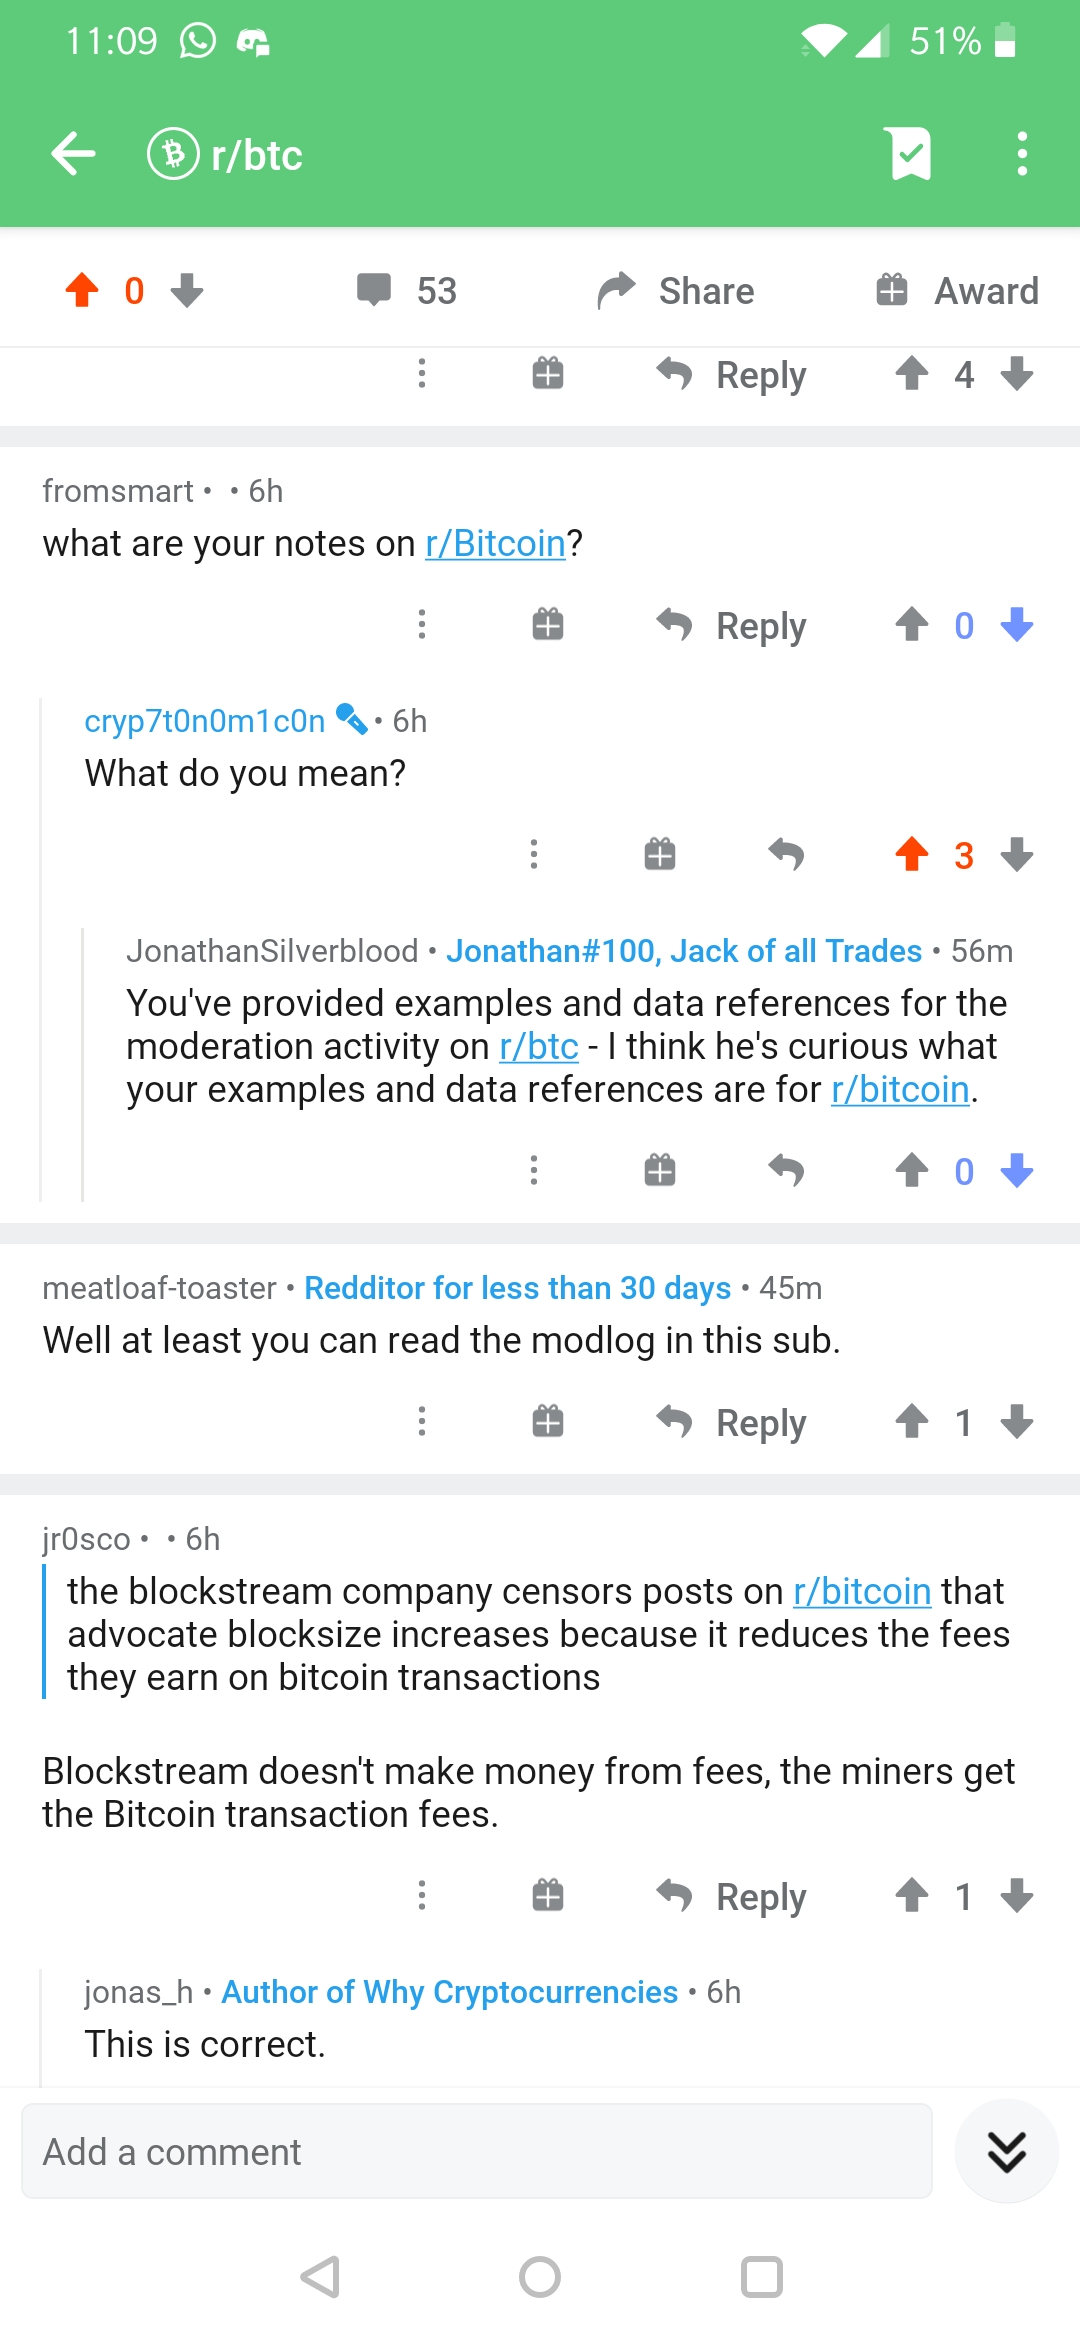 11:09
51%
r/btc
0
53
Share
Award
Reply
4
fromsmart • • 6h
what are your notes on r/Bitcoin?
Reply
0
cryp7t0n0m1c0n • 6h
What do you mean?
3
JonathanSilverblood • Jonathan#100, Jack of all Trades • 56m
You've provided examples and data references for the
moderation activity on r/btc - I think he's curious what
your examples and data references are for r/bitcoin.
0
meatloaf-toaster • Redditor for less than 30 days • 45m
Well at least you can read the modlog in this sub.
Reply
1
jr0sco • • 6h
the blockstream company censors posts on r/bitcoin that
advocate blocksize increases because it reduces the fees
they earn on bitcoin transactions
Blockstream doesn't make money from fees, the miners get
the Bitcoin transaction fees.
Reply
1
jonas_h • Author of Why Cryptocurrencies • 6h
This is correct.
Add a comment